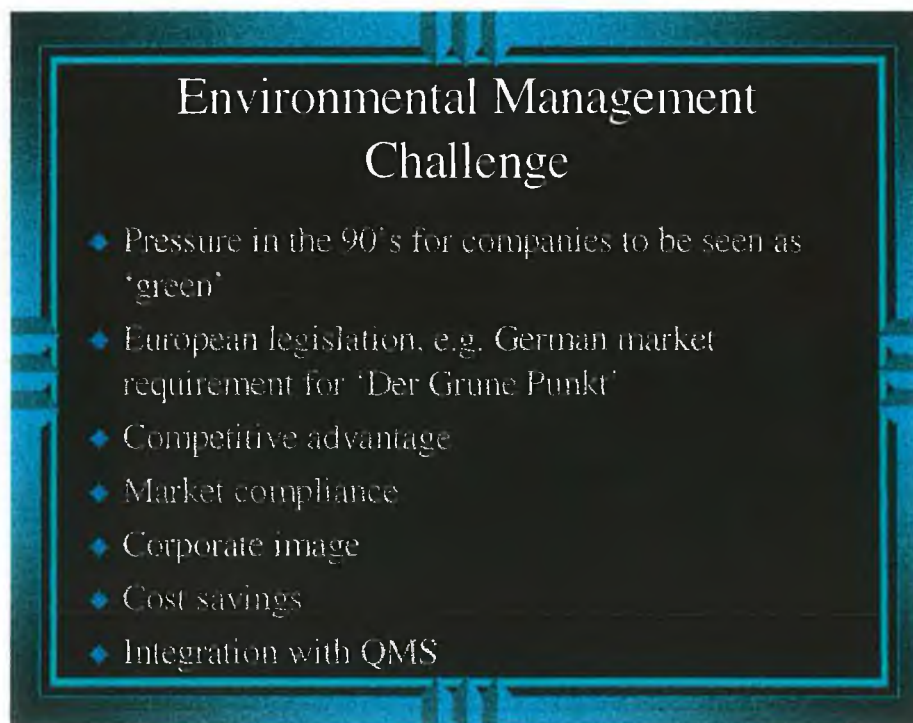 Environmental Management
Challenge
Pressure in the 90's for companies to be seen as
'green'
European legislation, e.g. German market
requirement for 'Der Grune Punkt'
Competitive advantage
Market compliance
Corporate image
Cost savings
Integration with QMS